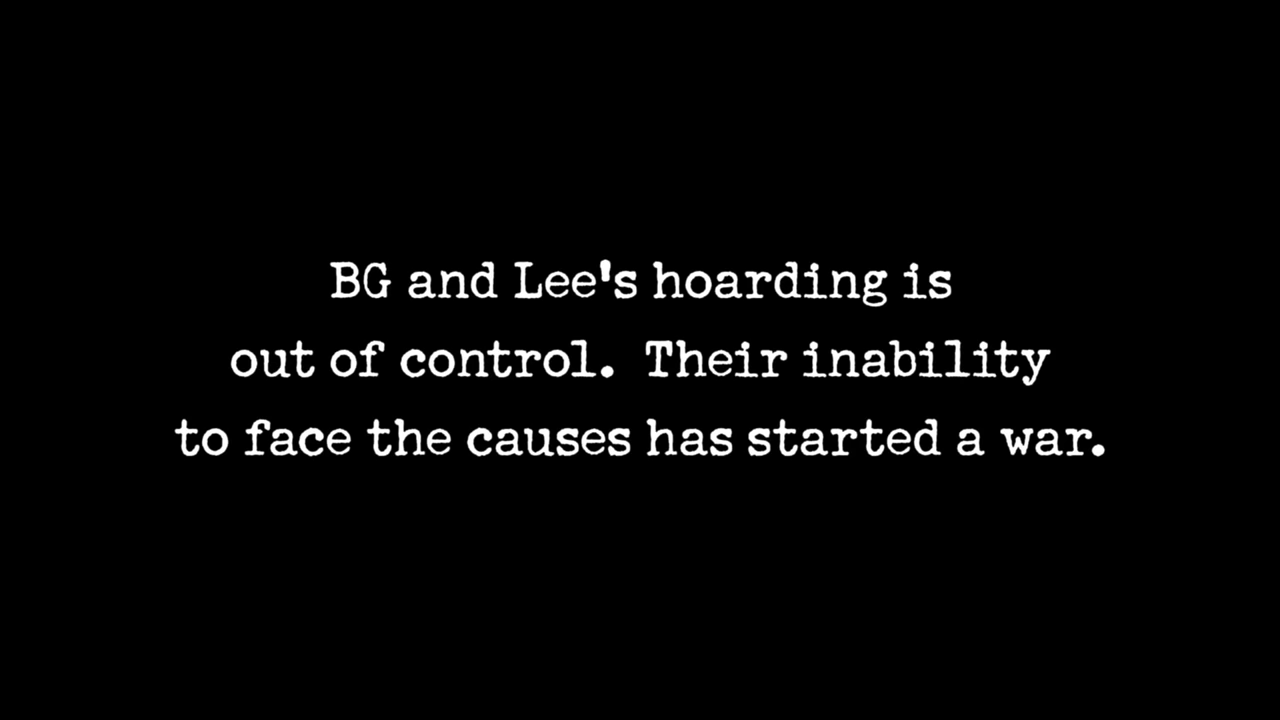 BG and Lee's hoarding is
out of control.  Their inability
to face the causes has started a war.